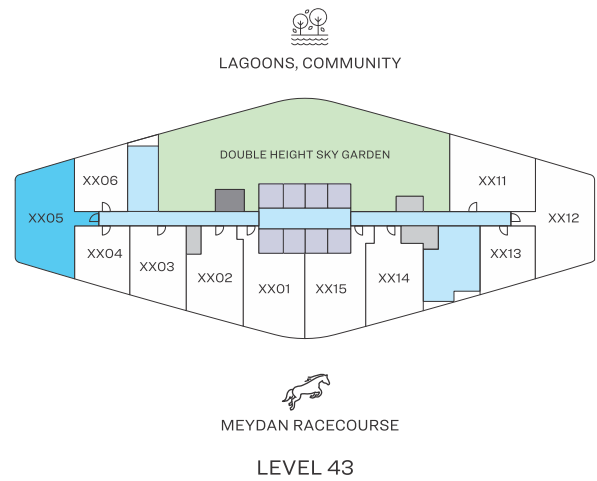 LAGOONS, COMMUNITY
DOUBLE HEIGHT SKY GARDEN
XX06
XX11
XX05
XX12
XX04
XX03
XX02
XX01
XX15
XX14
XX13
MEYDAN RACECOURSE
LEVEL 43